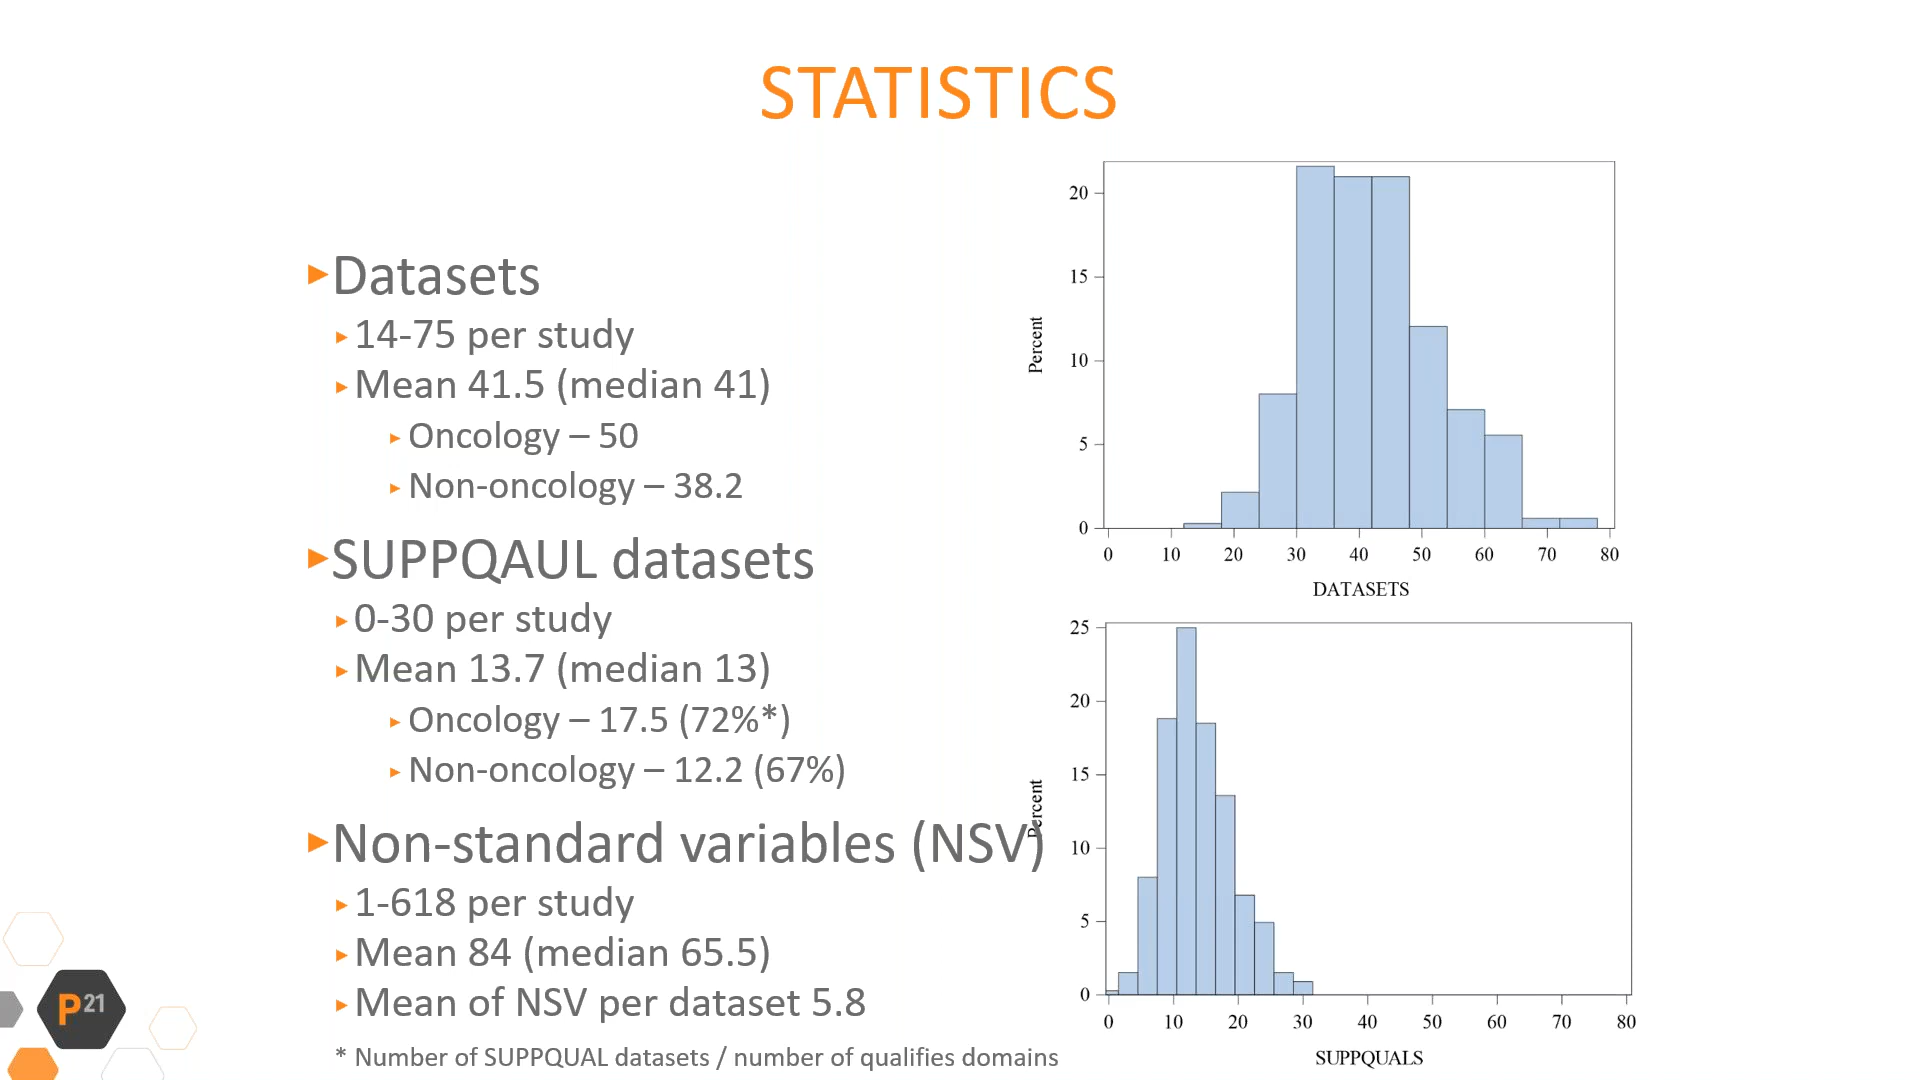 STATISTICS
Datasets
14-75 per study
Mean 41.5 (median 41)
Oncology – 50
Non-oncology – 38.2
SUPPQAUL datasets
0-30 per study
Mean 13.7 (median 13)
Oncology – 17.5 (72%*)
Non-oncology – 12.2 (67%)
Non-standard variables (NSV)
1-618 per study
Mean 84 (median 65.5)
Mean of NSV per dataset 5.8
* Number of SUPPQUAL datasets / number of qualifies domains
P21
Percent
20
15
10
5
0
0 10 20 30 40 50 60 70 80
DATASETS
Percent
25
20
15
10
5
0
0 10 20 30 40 50 60 70 80
SUPPQUALS